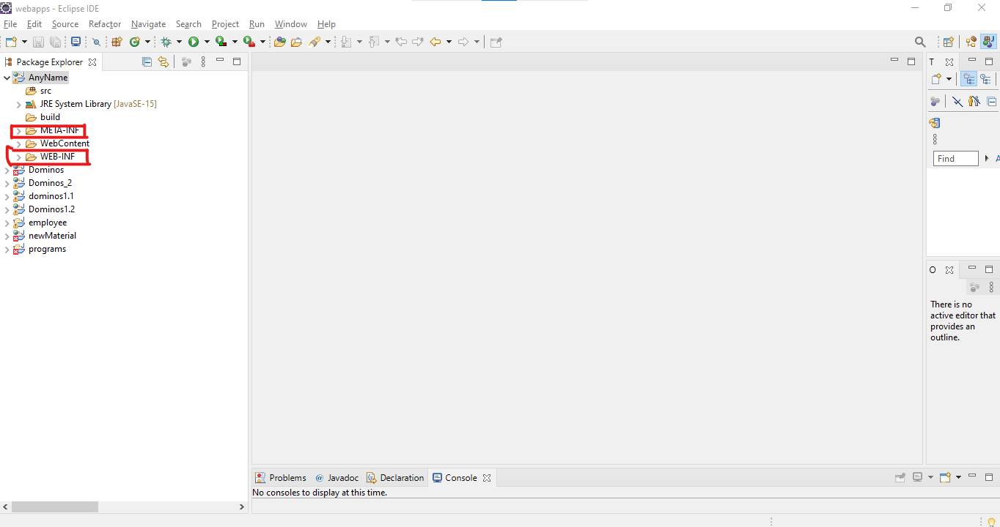 webapps - Eclipse IDE
File Edit Source Refactor Navigate Search Project Run Window Help
Package Explorer
AnyName
src
JRE System Library [JavaSE-15]
build
META-INF
WebContent
WEB-INF
Dominos
Dominos_2
dominos1.1
Dominos1.2
employee
newMaterial
programs
T
Find
A
O
There is no
active editor that
provides an
outline.
Problems @ Javadoc Declaration Console
No consoles to display at this time.